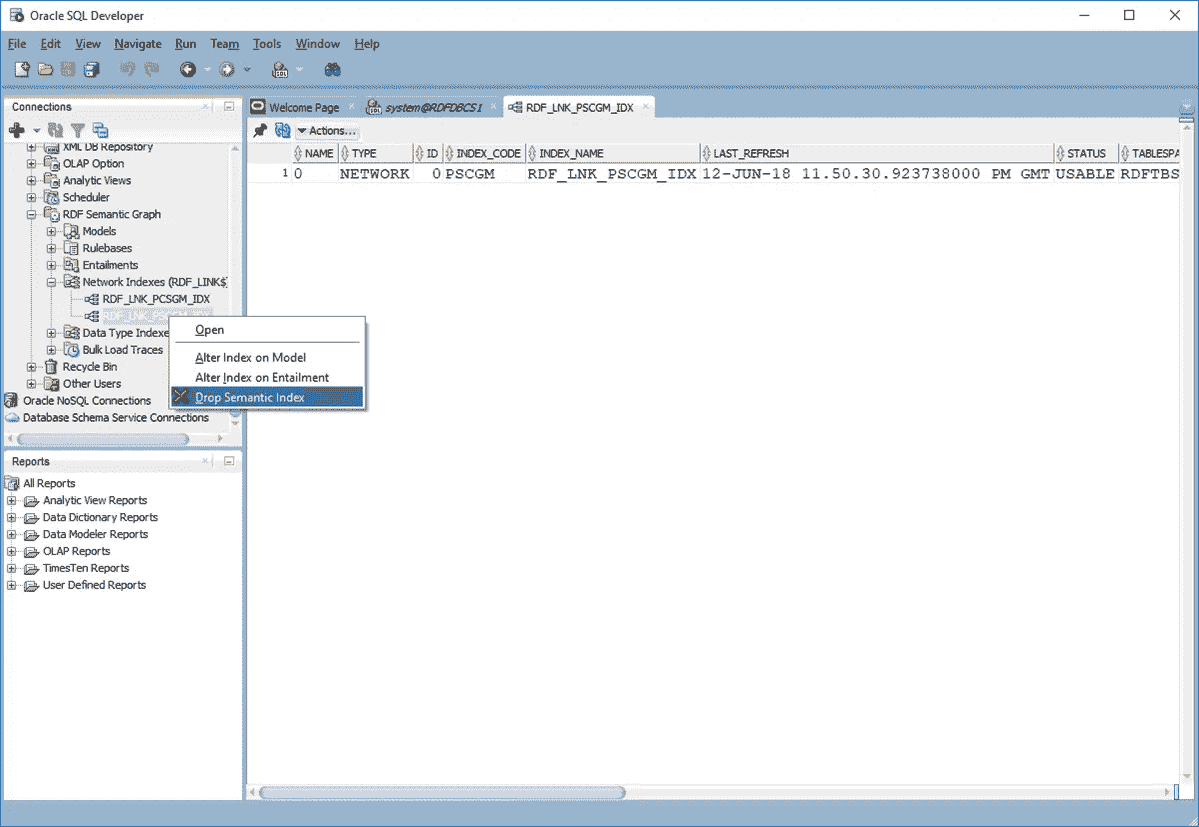 Oracle SQL Developer
File Edit View Navigate Run Team Tools Window Help
Connections
XML DB Repository
OLAP Option
Analytic Views
Scheduler
RDF Semantic Graph
Models
Rulebases
Entailments
Network Indexes (RDF_LINK$)
RDF_LNK_PCSGM_IDX
Data Type Indexe
Bulk Load Traces
Recycle Bin
Other Users
Oracle NoSQL Connections
Database Schema Service Connections
Open
Alter Index on Model
Alter Index on Entailment
Drop Semantic Index
Reports
All Reports
Analytic View Reports
Data Dictionary Reports
Data Modeler Reports
OLAP Reports
TimesTen Reports
User Defined Reports
Welcome Page system@RDFDBCS1 RDF_LNK_PSCGM_IDX
Actions...
NAME TYPE ID INDEX_CODE INDEX_NAME LAST_REFRESH STATUS TABLESPA
1 0 NETWORK 0 PSCGM RDF_LNK_PSCGM_IDX 12-JUN-18 11.50.30.923738000 PM GMT USABLE RDFTBS